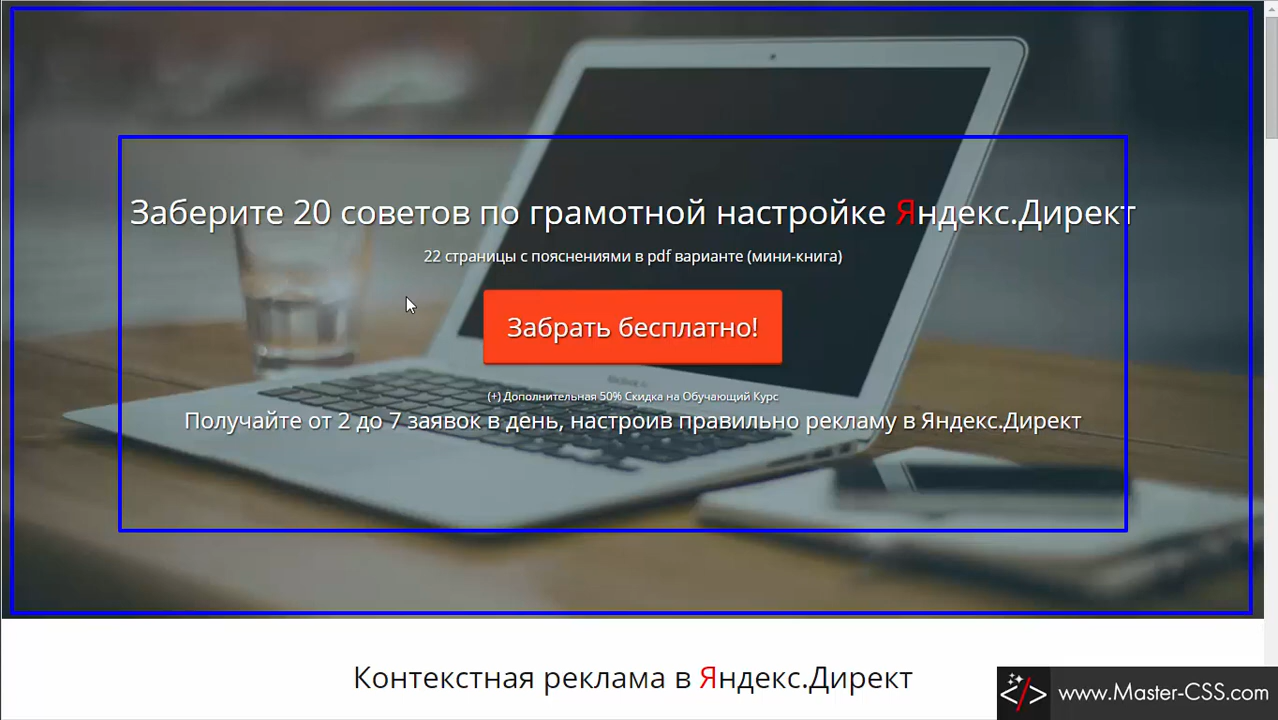 Заберите 20 советов по грамотной настройке Яндекс.Директ
22 страницы с пояснениями в pdf варианте (мини-книга)
Забрать бесплатно!
(+) Дополнительная 50% Скидка на Обучающий Курс
Получайте от 2 до 7 заявок в день, настроив правильно рекламу в Яндекс.Директ
Контекстная реклама в Яндекс.Директ
www.Master-CSS.com